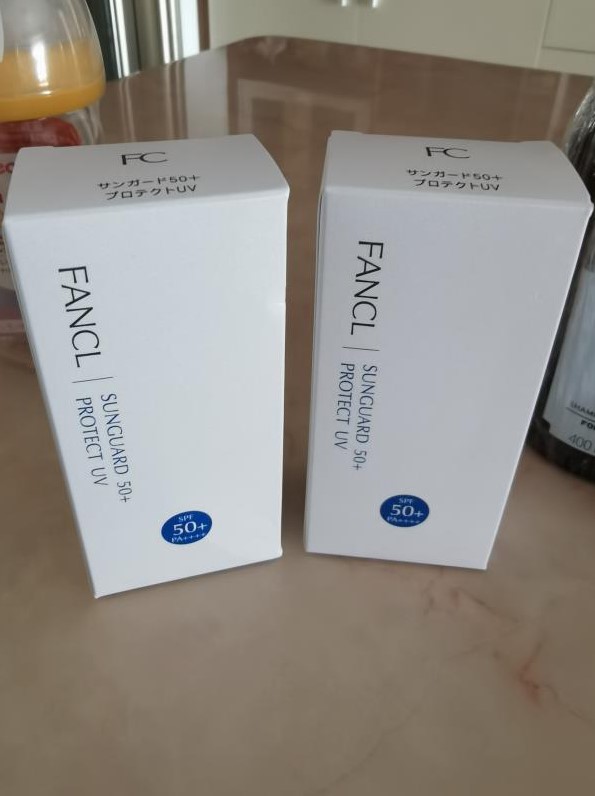 FC
サンガード50+
プロテクトUV
FANCL
SUNGUARD 50+
PROTECT UV
SPF
50+
PA++++
FC
サンガード50+
プロテクトUV
FANCL
SUNGUARD 50+
PROTECT UV
SPF
50+
PA++++
400